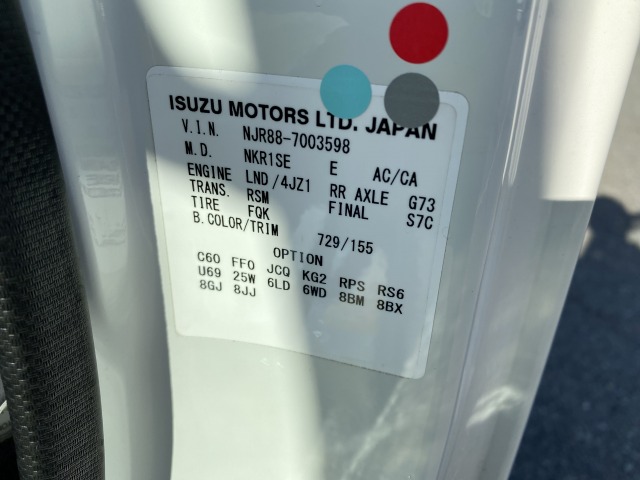 ISUZU MOTORS LTD. JAPAN
V.I.N. NJR88-7003598
M.D. NKR1SE E AC/CA
ENGINE LND/4JZ1 RR AXLE G73
TRANS. RSM FINAL S7C
TIRE FQK
B.COLOR/TRIM 729/155
OPTION
C60 FFO JCQ KG2 RPS RS6
U69 25W 6LD 6WD 8BM 8BX
8GJ 8JJ